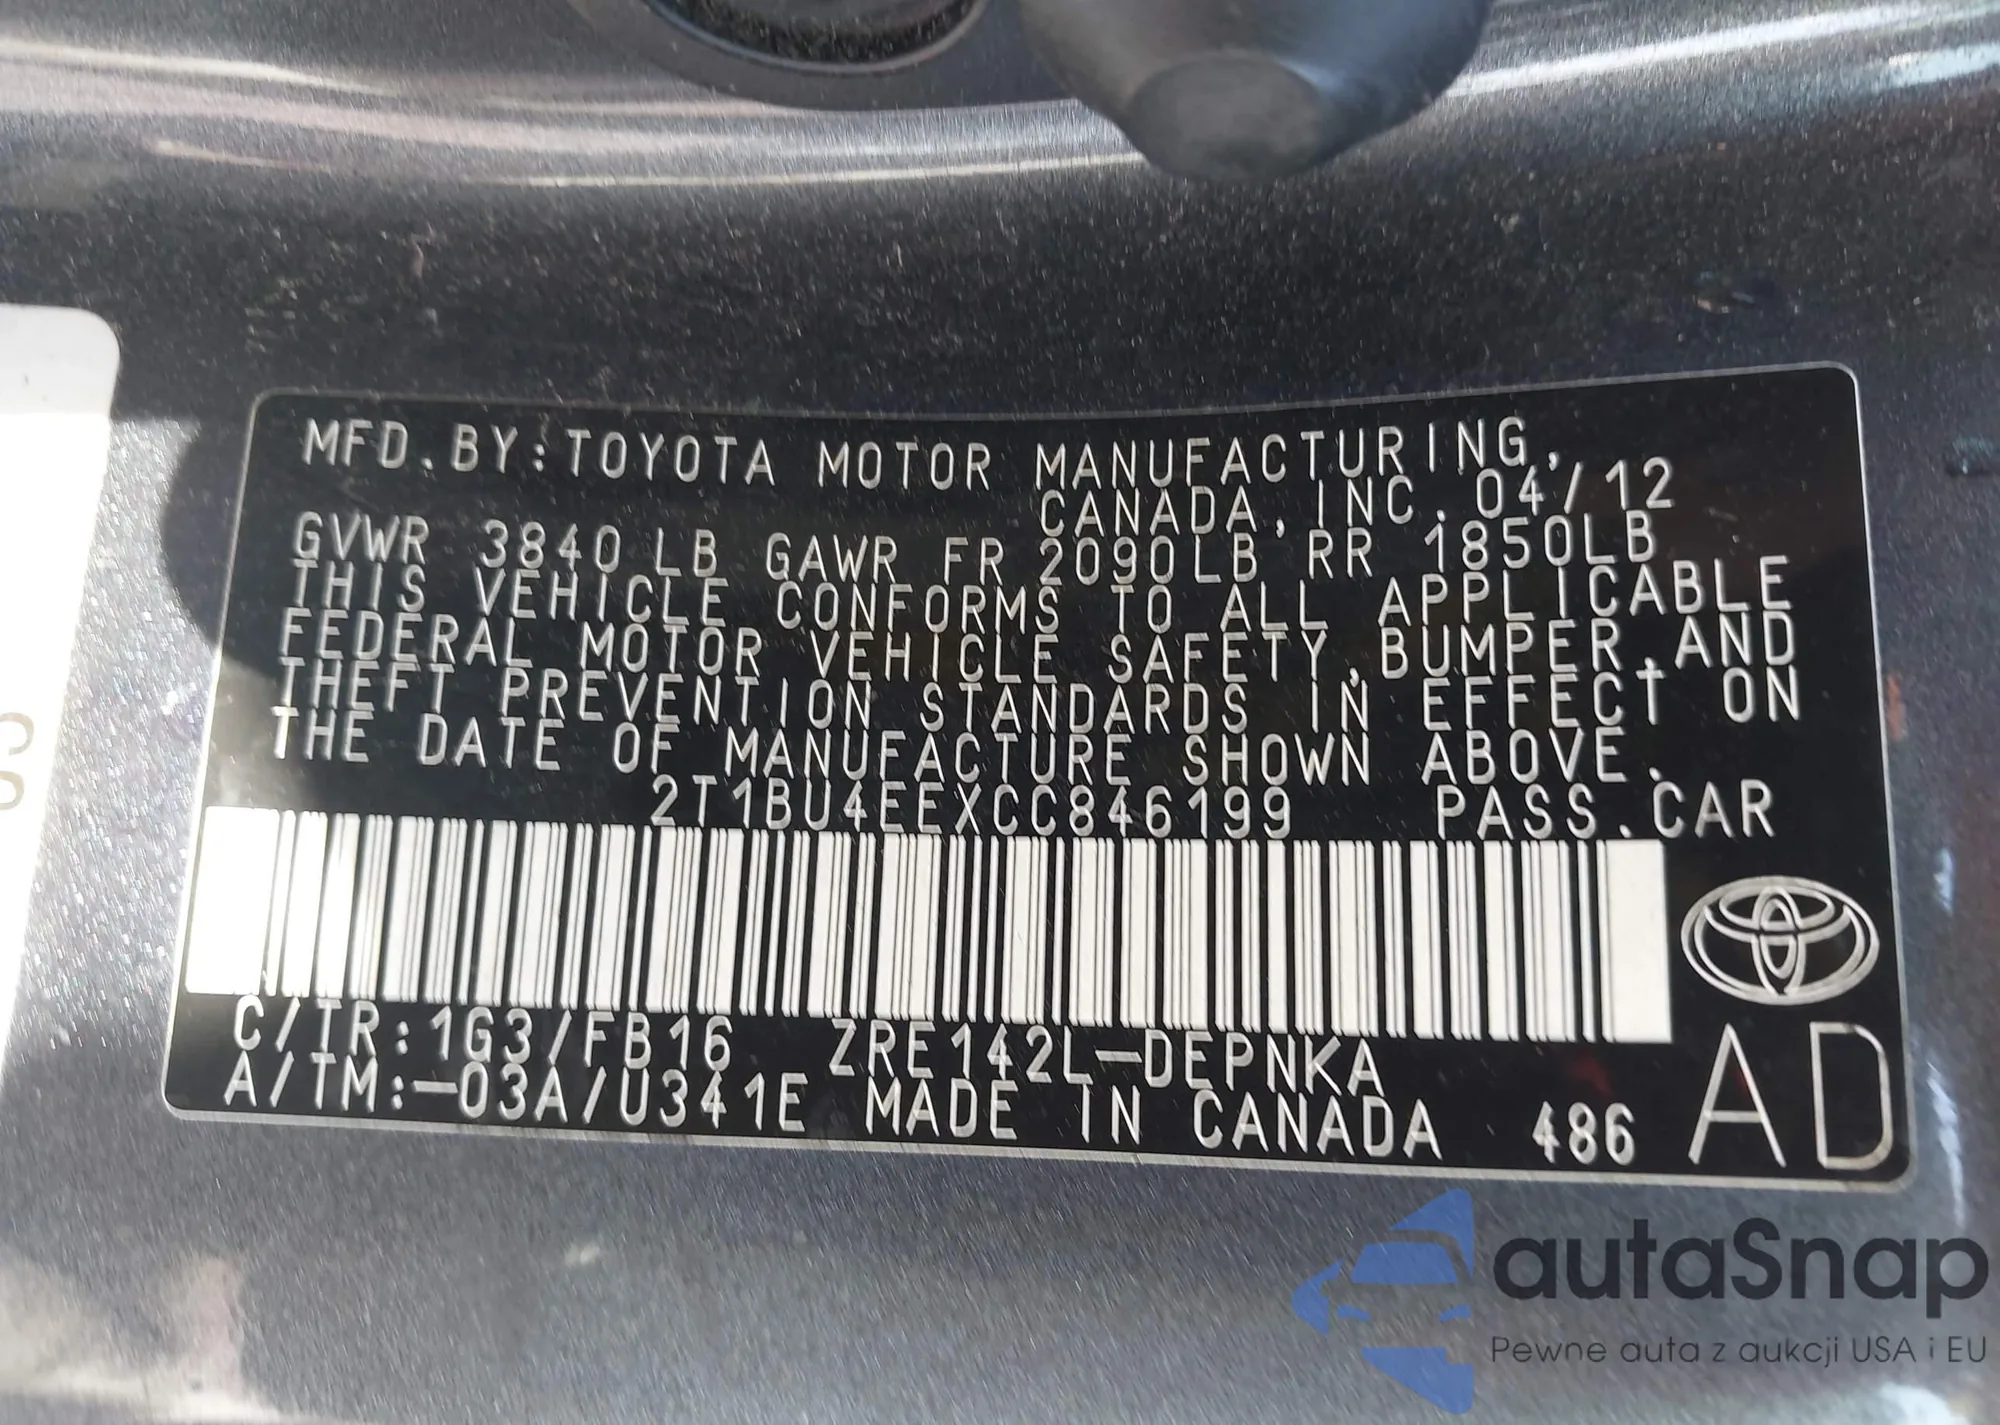 MFD.BY:TOYOTA MOTOR MANUFACTURING,
CANADA, INC. 04/12
GVWR 3840 LB GAWR FR 2090LB RR 1850LB
THIS VEHICLE CONFORMS TO ALL APPLICABLE
FEDERAL MOTOR VEHICLE SAFETY,BUMPER,AND
THEFT PREVENTION STANDARDS IN EFFECT ON
THE DATE OF MANUFACTURE SHOWN ABOVE.
2T1BU4EEXCC846199 PASS.CAR
C/TR:1G3/FB16 ZRE142L-DEPNKA
A/TM:-03A/U341E MADE IN CANADA 486
AD
autaSnap
Pewne auta z aukcji USA i EU